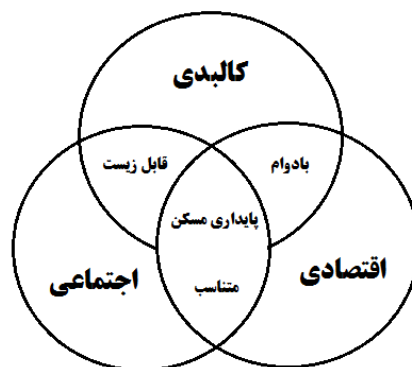 کالبدی
قابل زیست
بادوام
پایداری مسکن
اجتماعی
اقتصادی
متناسب